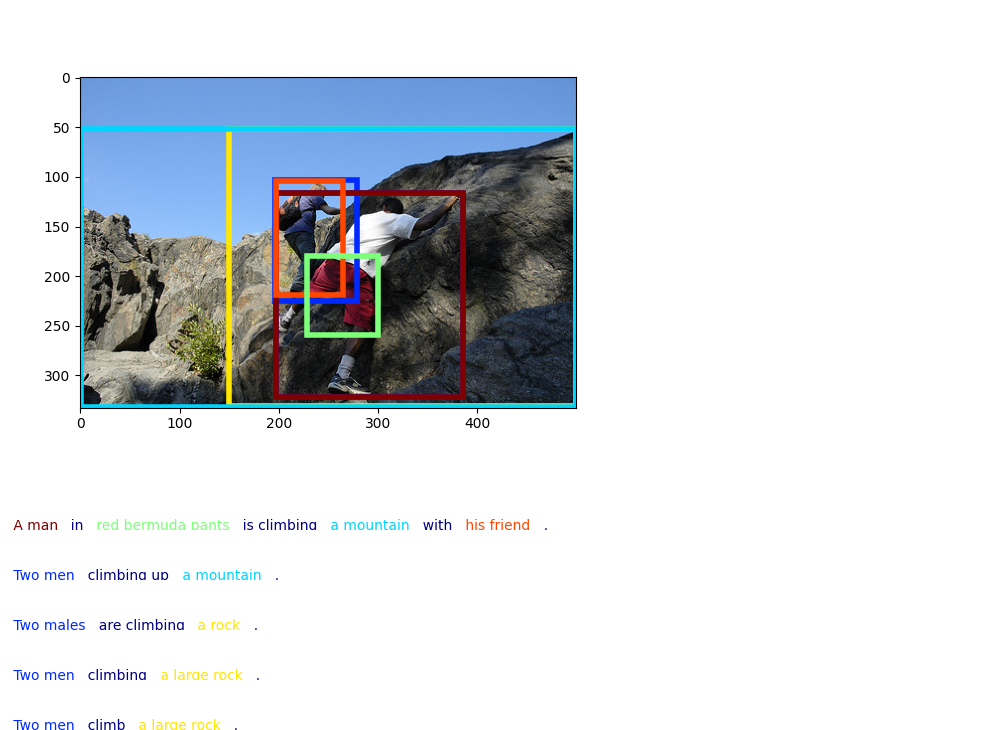 0
50
100
150
200
250
300
0 100 200 300 400
A man in red bermuda pants is climbing a mountain with his friend .
Two men climbing up a mountain .
Two males are climbing a rock .
Two men climbing a large rock .
Two men climb a large rock .